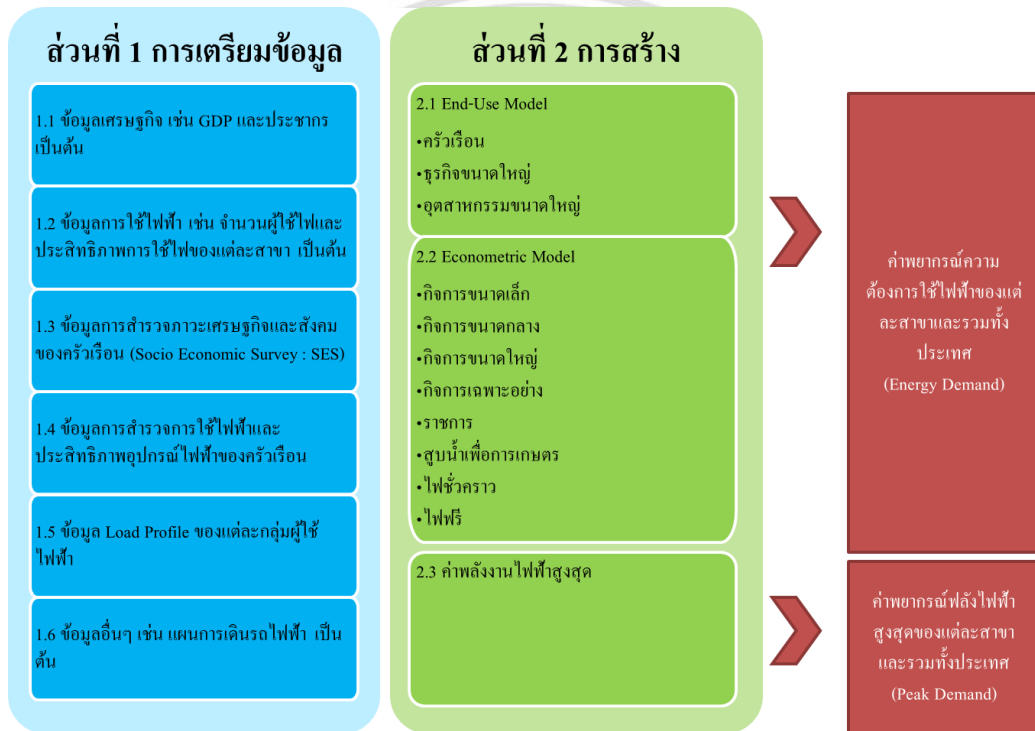 ส่วนที่ 1 การเตรียมข้อมูล
1.1 ข้อมูลเศรษฐกิจ เช่น GDP และประชากร
เป็นต้น
1.2 ข้อมูลการใช้ไฟฟ้า เช่น จำนวนผู้ใช้ไฟและ
ประสิทธิภาพการใช้ไฟของแต่ละสาขา เป็นต้น
1.3 ข้อมูลการสำรวจภาวะเศรษฐกิจและสังคม
ของครัวเรือน (Socio Economic Survey : SES)
1.4 ข้อมูลการสำรวจการใช้ไฟฟ้าและ
ประสิทธิภาพอุปกรณ์ไฟฟ้าของครัวเรือน
1.5 ข้อมูล Load Profile ของแต่ละกลุ่มผู้ใช้
ไฟฟ้า
1.6 ข้อมูลอื่นๆ เช่น แผนการเดินรถไฟฟ้า เป็น
ต้น
ส่วนที่ 2 การสร้าง
2.1 End-Use Model
•ครัวเรือน
•ธุรกิจขนาดใหญ่
•อุตสาหกรรมขนาดใหญ่
2.2 Econometric Model
•กิจการขนาดเล็ก
•กิจการขนาดกลาง
•กิจการขนาดใหญ่
•กิจการเฉพาะอย่าง
•ราชการ
•สูบน้ำเพื่อการเกษตร
•ไฟชั่วคราว
•ไฟฟรี
2.3 ค่าพลังงานไฟฟ้าสูงสุด
ค่าพยากรณ์ความ
ต้องการใช้ไฟฟ้าของแต่
ละสาขาและรวมทั้ง
ประเทศ
(Energy Demand)
ค่าพยากรณ์ฟลังไฟฟ้า
สูงสุดของแต่ละสาขา
และรวมทั้งประเทศ
(Peak Demand)